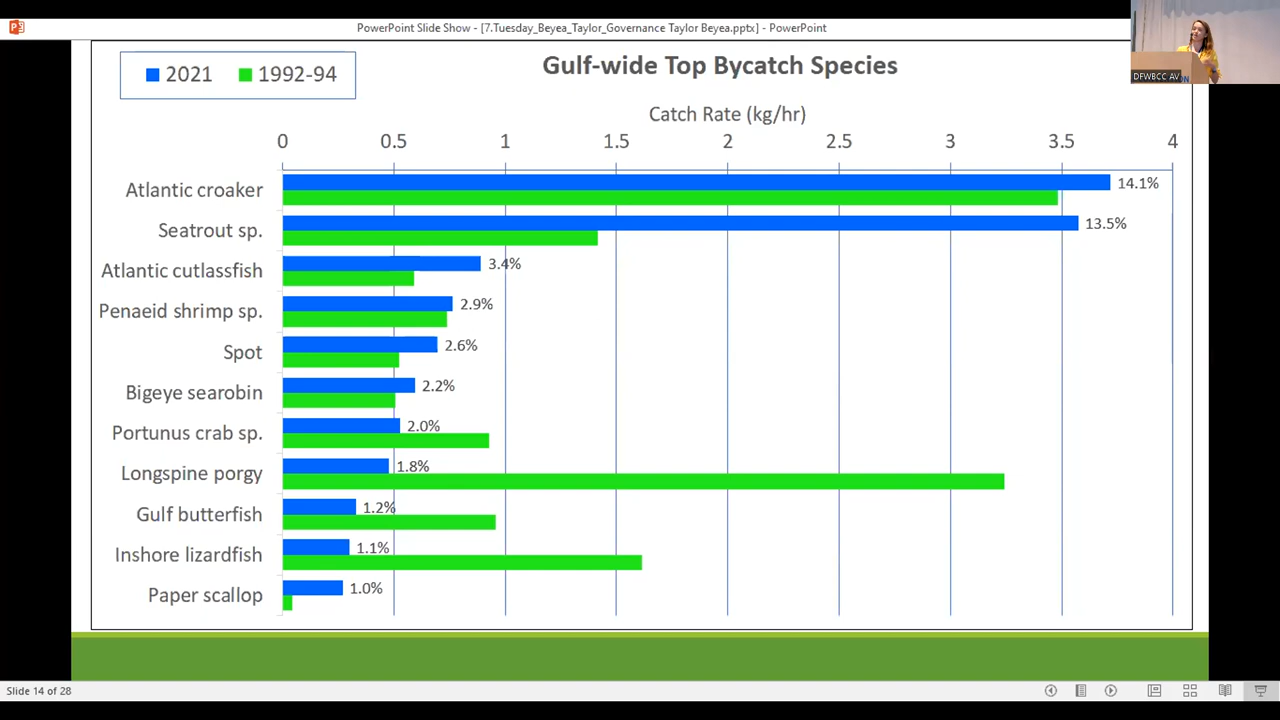 PowerPoint Slide Show - [7.Tuesday_Beyea_Taylor_Governance Taylor Beyea.pptx] - PowerPoint
DFWBCC AV
2021 1992-94
Gulf-wide Top Bycatch Species
Catch Rate (kg/hr)
0 0.5 1 1.5 2 2.5 3 3.5 4
Atlantic croaker 14.1%
Seatrout sp. 13.5%
Atlantic cutlassfish 3.4%
Penaeid shrimp sp. 2.9%
Spot 2.6%
Bigeye searobin 2.2%
Portunus crab sp. 2.0%
Longspine porgy 1.8%
Gulf butterfish 1.2%
Inshore lizardfish 1.1%
Paper scallop 1.0%
Slide 14 of 28